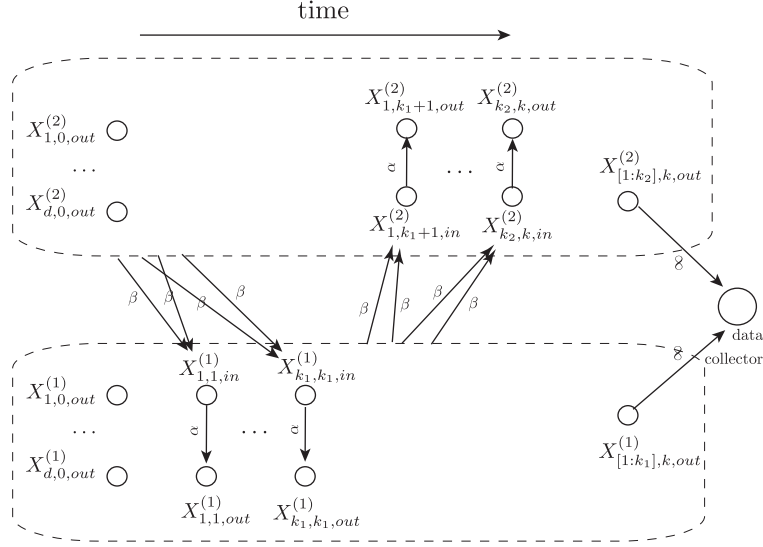 time
X^{(2)}_{1,k_1+1,out} X^{(2)}_{k_2,k,out}
X^{(2)}_{1,0,out}
α ... α
X^{(2)}_{[1:k_2],k,out}
...
X^{(2)}_{d,0,out}
X^{(2)}_{1,k_1+1,in} X^{(2)}_{k_2,k,in}
∞
β β β β β β β β
data
collector
∞
X^{(1)}_{1,1,in} X^{(1)}_{k_1,k_1,in}
X^{(1)}_{1,0,out}
... α ... α
X^{(1)}_{[1:k_1],k,out}
X^{(1)}_{d,0,out}
X^{(1)}_{1,1,out} X^{(1)}_{k_1,k_1,out}